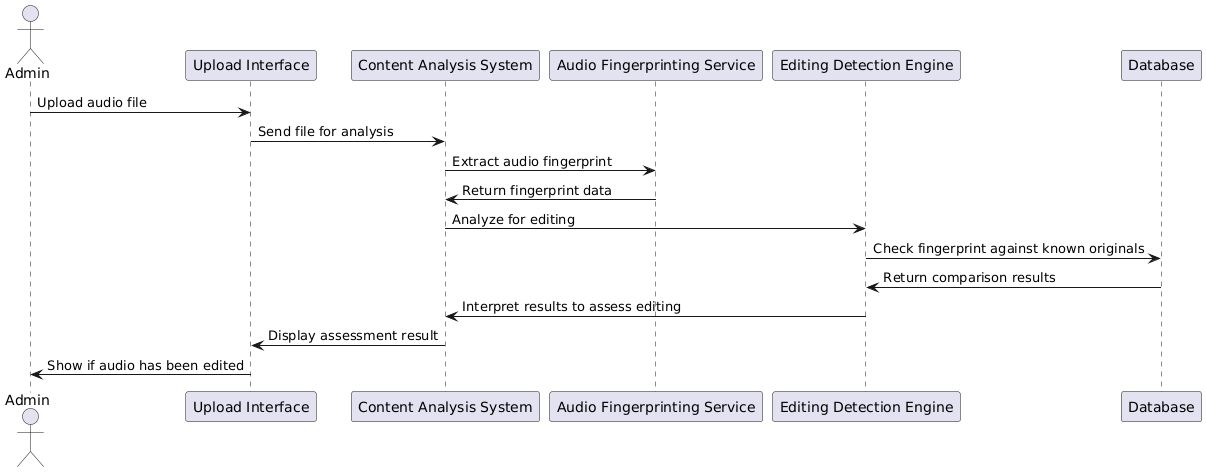 Admin
Upload Interface
Content Analysis System
Audio Fingerprinting Service
Editing Detection Engine
Database
Upload audio file
Send file for analysis
Extract audio fingerprint
Return fingerprint data
Analyze for editing
Check fingerprint against known originals
Return comparison results
Interpret results to assess editing
Display assessment result
Show if audio has been edited
Admin
Upload Interface
Content Analysis System
Audio Fingerprinting Service
Editing Detection Engine
Database